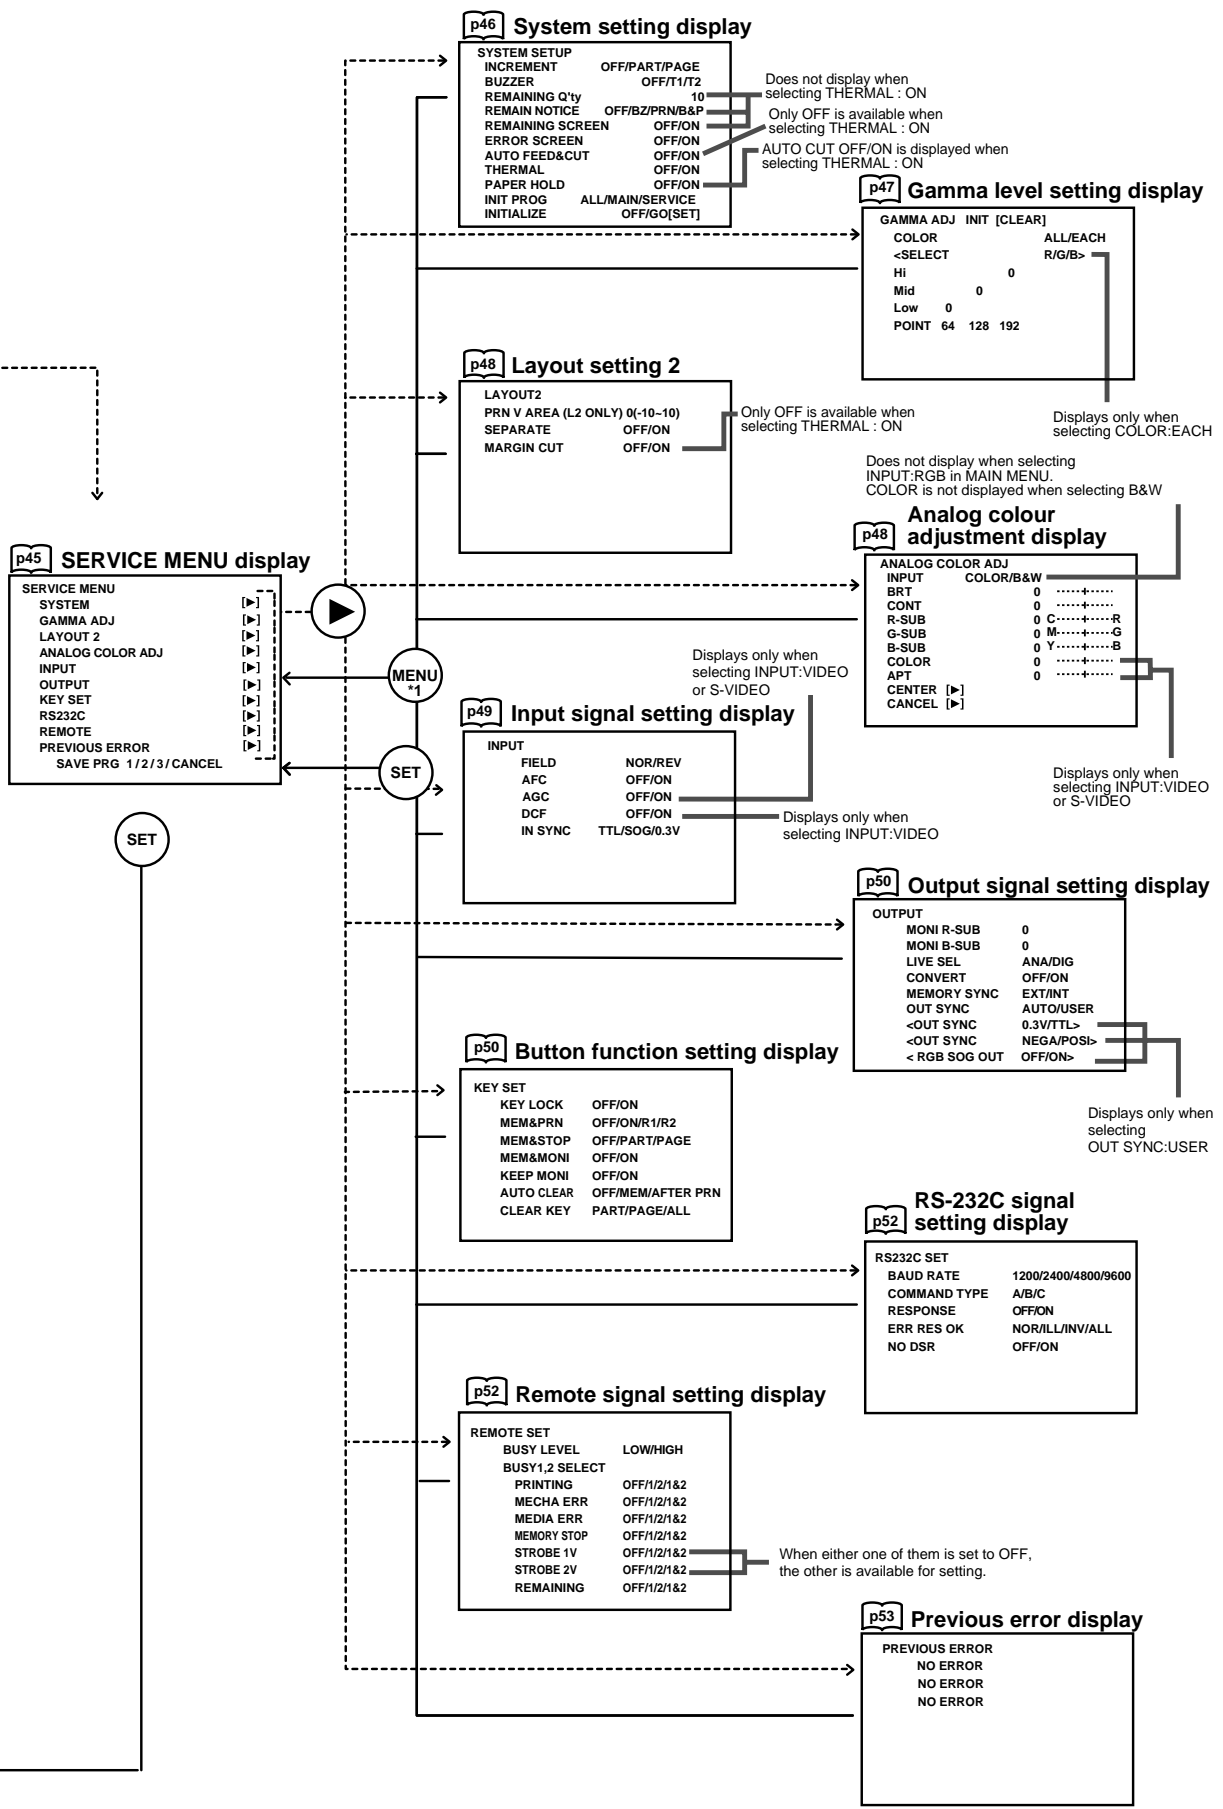 p46 System setting display
SYSTEM SETUP
INCREMENT OFF/PART/PAGE
BUZZER OFF/T1/T2
REMAINING Q'ty 10
REMAIN NOTICE OFF/BZ/PRN/B&P
REMAINING SCREEN OFF/ON
ERROR SCREEN OFF/ON
AUTO FEED&CUT OFF/ON
THERMAL OFF/ON
PAPER HOLD OFF/ON
INIT PROG ALL/MAIN/SERVICE
INITIALIZE OFF/GO[SET]
Does not display when
selecting THERMAL : ON
Only OFF is available when
selecting THERMAL : ON
AUTO CUT OFF/ON is displayed when
selecting THERMAL : ON
p47 Gamma level setting display
GAMMA ADJ INIT [CLEAR]
COLOR ALL/EACH
<SELECT R/G/B>
Hi 0
Mid 0
Low 0
POINT 64 128 192
Displays only when
selecting COLOR:EACH
p48 Layout setting 2
LAYOUT2
PRN V AREA (L2 ONLY) 0(-10~10)
SEPARATE OFF/ON
MARGIN CUT OFF/ON
Only OFF is available when
selecting THERMAL : ON
Does not display when selecting
INPUT:RGB in MAIN MENU.
COLOR is not displayed when selecting B&W
p48 Analog colour
adjustment display
ANALOG COLOR ADJ
INPUT COLOR/B&W
BRT 0 -----+-----
CONT 0 -----+-----
R-SUB 0 C-----+-----R
G-SUB 0 M-----+-----G
B-SUB 0 Y-----+-----B
COLOR 0 -----+-----
APT 0 -----+-----
CENTER [▶]
CANCEL [▶]
Displays only when
selecting INPUT:VIDEO
or S-VIDEO
p45 SERVICE MENU display
SERVICE MENU
SYSTEM [▶]
GAMMA ADJ [▶]
LAYOUT 2 [▶]
ANALOG COLOR ADJ [▶]
INPUT [▶]
OUTPUT [▶]
KEY SET [▶]
RS232C [▶]
REMOTE [▶]
PREVIOUS ERROR [▶]
SAVE PRG 1/2/3/CANCEL
▶
MENU
*1
SET
SET
p49 Input signal setting display
INPUT
FIELD NOR/REV
AFC OFF/ON
AGC OFF/ON
DCF OFF/ON
IN SYNC TTL/SOG/0.3V
Displays only when
selecting INPUT:VIDEO
or S-VIDEO
Displays only when
selecting INPUT:VIDEO
p50 Output signal setting display
OUTPUT
MONI R-SUB 0
MONI B-SUB 0
LIVE SEL ANA/DIG
CONVERT OFF/ON
MEMORY SYNC EXT/INT
OUT SYNC AUTO/USER
<OUT SYNC 0.3V/TTL>
<OUT SYNC NEGA/POSI>
< RGB SOG OUT OFF/ON>
Displays only when
selecting
OUT SYNC:USER
p50 Button function setting display
KEY SET
KEY LOCK OFF/ON
MEM&PRN OFF/ON/R1/R2
MEM&STOP OFF/PART/PAGE
MEM&MONI OFF/ON
KEEP MONI OFF/ON
AUTO CLEAR OFF/MEM/AFTER PRN
CLEAR KEY PART/PAGE/ALL
p52 RS-232C signal
setting display
RS232C SET
BAUD RATE 1200/2400/4800/9600
COMMAND TYPE A/B/C
RESPONSE OFF/ON
ERR RES OK NOR/ILL/INV/ALL
NO DSR OFF/ON
p52 Remote signal setting display
REMOTE SET
BUSY LEVEL LOW/HIGH
BUSY1,2 SELECT
PRINTING OFF/1/2/1&2
MECHA ERR OFF/1/2/1&2
MEDIA ERR OFF/1/2/1&2
MEMORY STOP OFF/1/2/1&2
STROBE 1V OFF/1/2/1&2
STROBE 2V OFF/1/2/1&2
REMAINING OFF/1/2/1&2
When either one of them is set to OFF,
the other is available for setting.
p53 Previous error display
PREVIOUS ERROR
NO ERROR
NO ERROR
NO ERROR